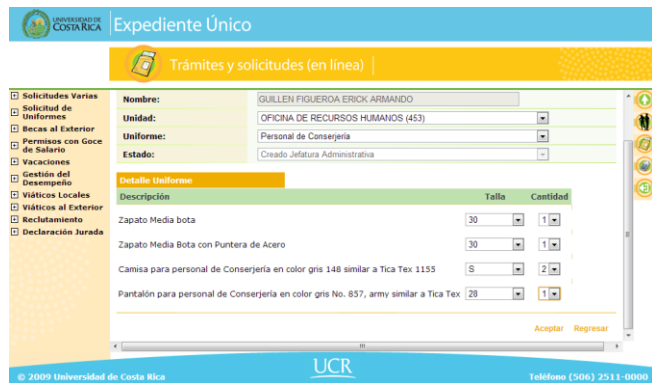 UNIVERSIDAD DE
COSTA RICA
Expediente Único
Trámites y solicitudes (en línea)
Solicitudes Varias
Solicitud de
Uniformes
Becas al Exterior
Permisos con Goce
de Salario
Vacaciones
Gestión del
Desempeño
Viáticos Locales
Viáticos al Exterior
Reclutamiento
Declaración Jurada
Nombre: GUILLEN FIGUEROA ERICK ARMANDO
Unidad: OFICINA DE RECURSOS HUMANOS (453)
Uniforme: Personal de Conserjería
Estado: Creado Jefatura Administrativa
Detalle Uniforme
Descripción Talla Cantidad
Zapato Media bota 30 1
Zapato Media Bota con Puntera de Acero 30 1
Camisa para personal de Conserjería en color gris 148 similar a Tica Tex 1155 S 2
Pantalón para personal de Conserjería en color gris No. 857, army similar a Tica Tex 28 1
Aceptar Regresar
© 2009 Universidad de Costa Rica UCR Teléfono (506) 2511-0000